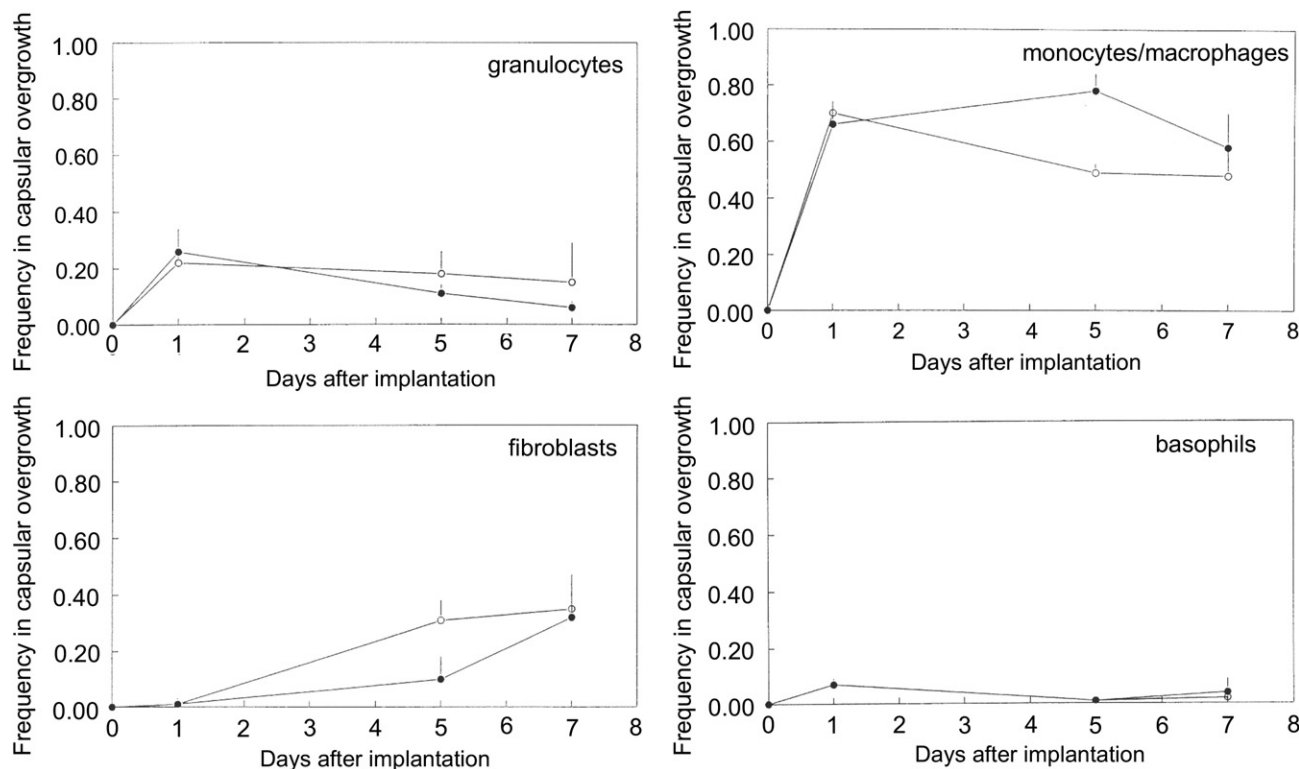 Frequency in capsular overgrowth
1.00
0.80
0.60
0.40
0.20
0.00
granulocytes
0 1 2 3 4 5 7 8
Days after implantation
Frequency in capsular overgrowth
1.00
0.80
0.60
0.40
0.20
0.00
monocytes/macrophages
0 1 2 3 4 5 7 8
Days after implantation
Frequency in capsular overgrowth
1.00
0.80
0.60
0.40
0.20
0.00
fibroblasts
0 1 2 3 4 5 7 8
Days after implantation
Frequency in capsular overgrowth
1.00
0.80
0.60
0.40
0.20
0.00
basophils
0 1 2 3 4 5 7 8
Days after implantation